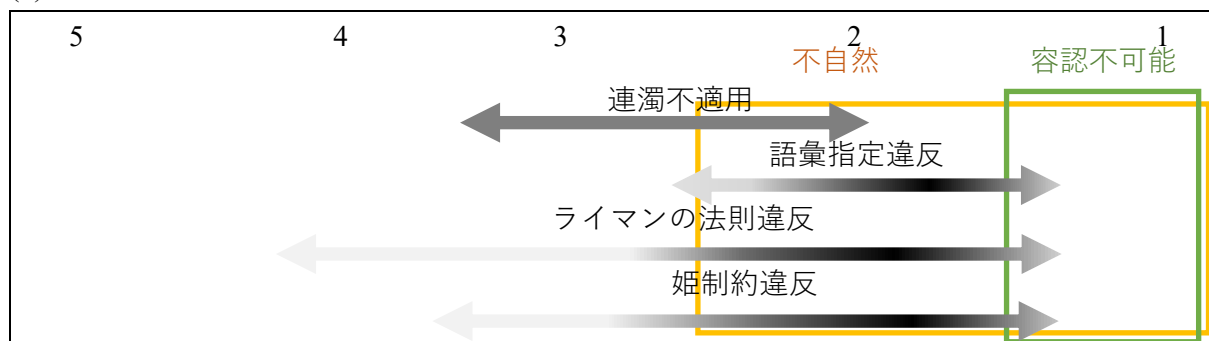 5 4 3 2 1
不自然 容認不可能
連濁不適用
語彙指定違反
ライマンの法則違反
姫制約違反